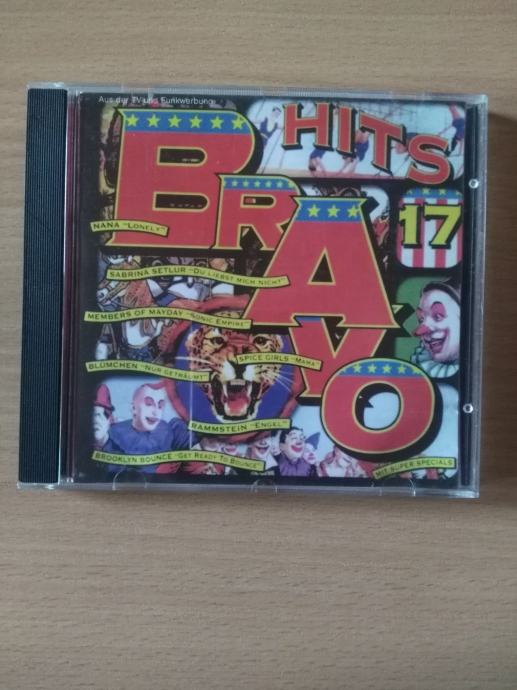 Aus der TV und Funkwerbung
BRAVO
HITS
17
NANA "LONELY"
SABRINA SETLUR "DU LIEBST MICH NICHT"
MEMBERS OF MAYDAY "SONIC EMPIRE"
SPICE GIRLS "MAMA"
BLÜMCHEN "NUR GETRÄUMT"
RAMMSTEIN "ENGEL"
BROOKLYN BOUNCE "GET READY TO BOUNCE"
MIT SUPER SPECIALS